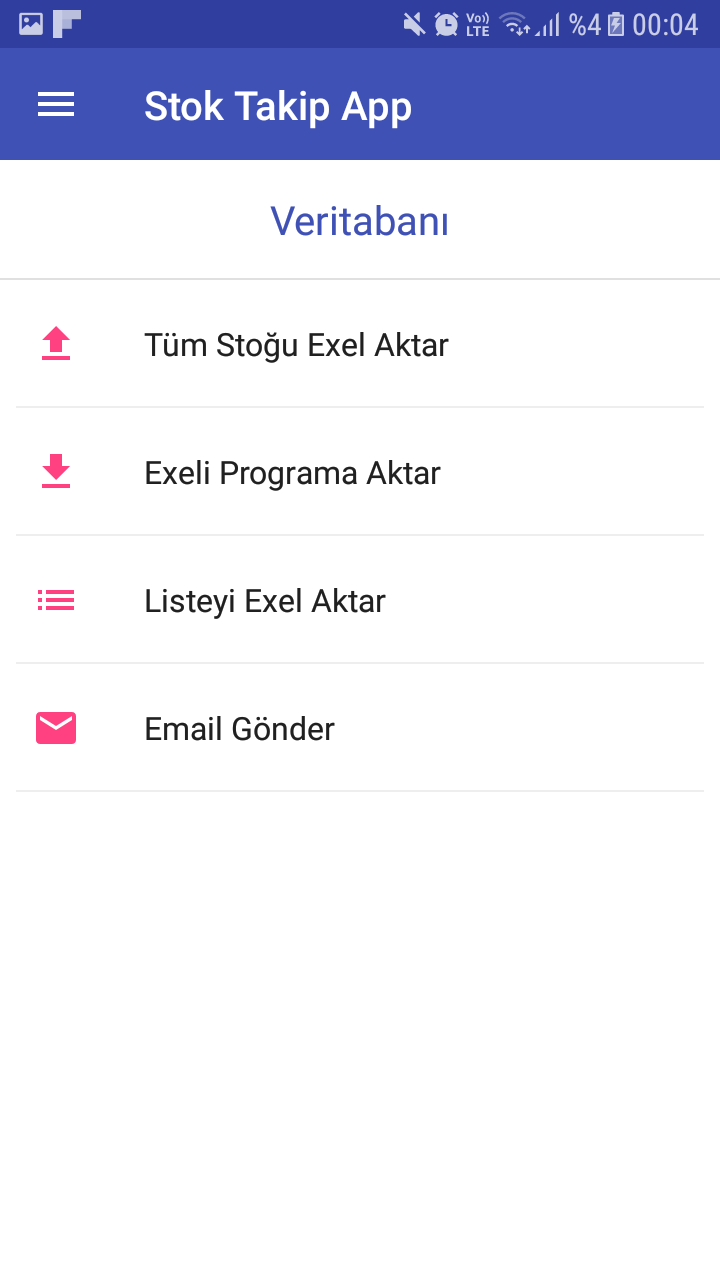 Vo)) LTE %4 00:04
Stok Takip App
Veritabanı
Tüm Stoğu Exel Aktar
Exeli Programa Aktar
Listeyi Exel Aktar
Email Gönder